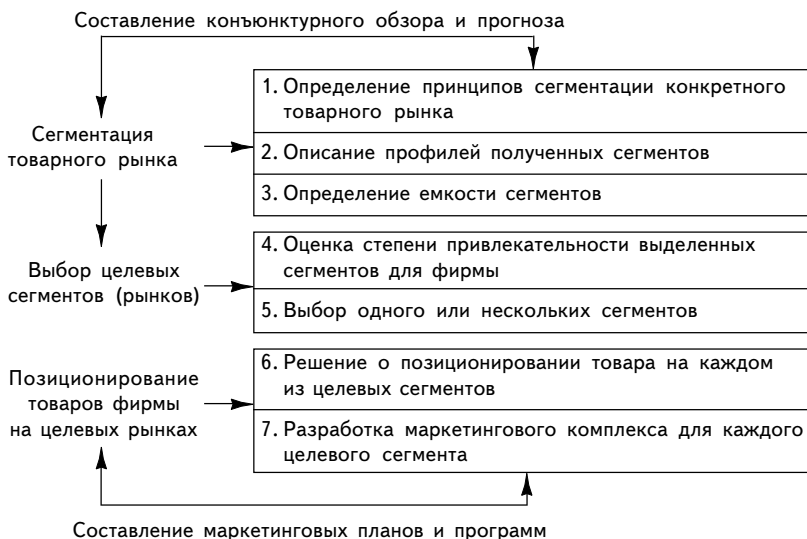 Составление конъюнктурного обзора и прогноза
Сегментация
товарного рынка
1. Определение принципов сегментации конкретного
товарного рынка
2. Описание профилей полученных сегментов
3. Определение емкости сегментов
Выбор целевых
сегментов (рынков)
4. Оценка степени привлекательности выделенных
сегментов для фирмы
5. Выбор одного или нескольких сегментов
Позиционирование
товаров фирмы
на целевых рынках
6. Решение о позиционировании товара на каждом
из целевых сегментов
7. Разработка маркетингового комплекса для каждого
целевого сегмента
Составление маркетинговых планов и программ